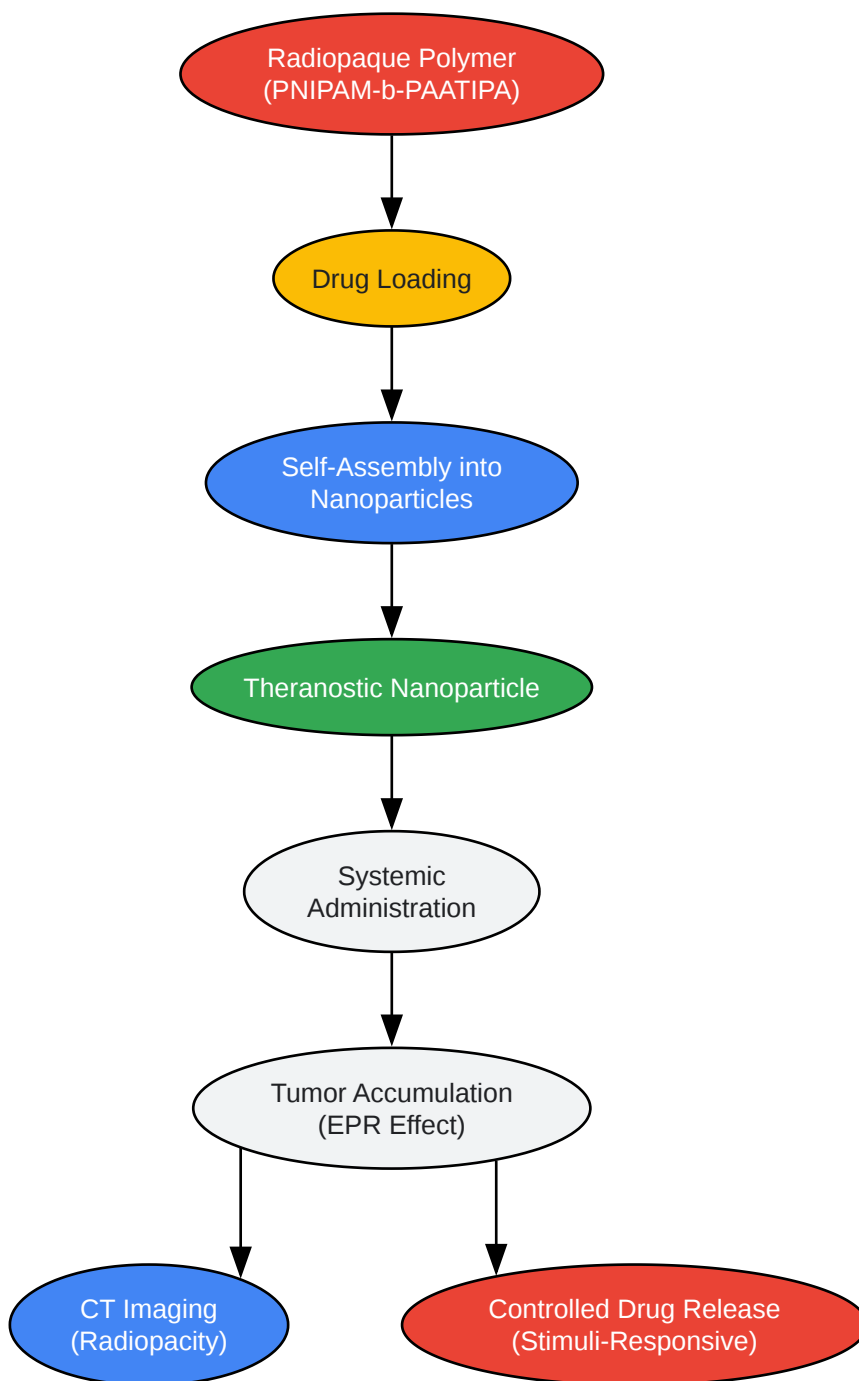 Radiopaque Polymer
(PNIPAM-b-PAATIPA)
Drug Loading
Self-Assembly into
Nanoparticles
Theranostic Nanoparticle
Systemic
Administration
Tumor Accumulation
(EPR Effect)
CT Imaging
(Radiopacity)
Controlled Drug Release
(Stimuli-Responsive)